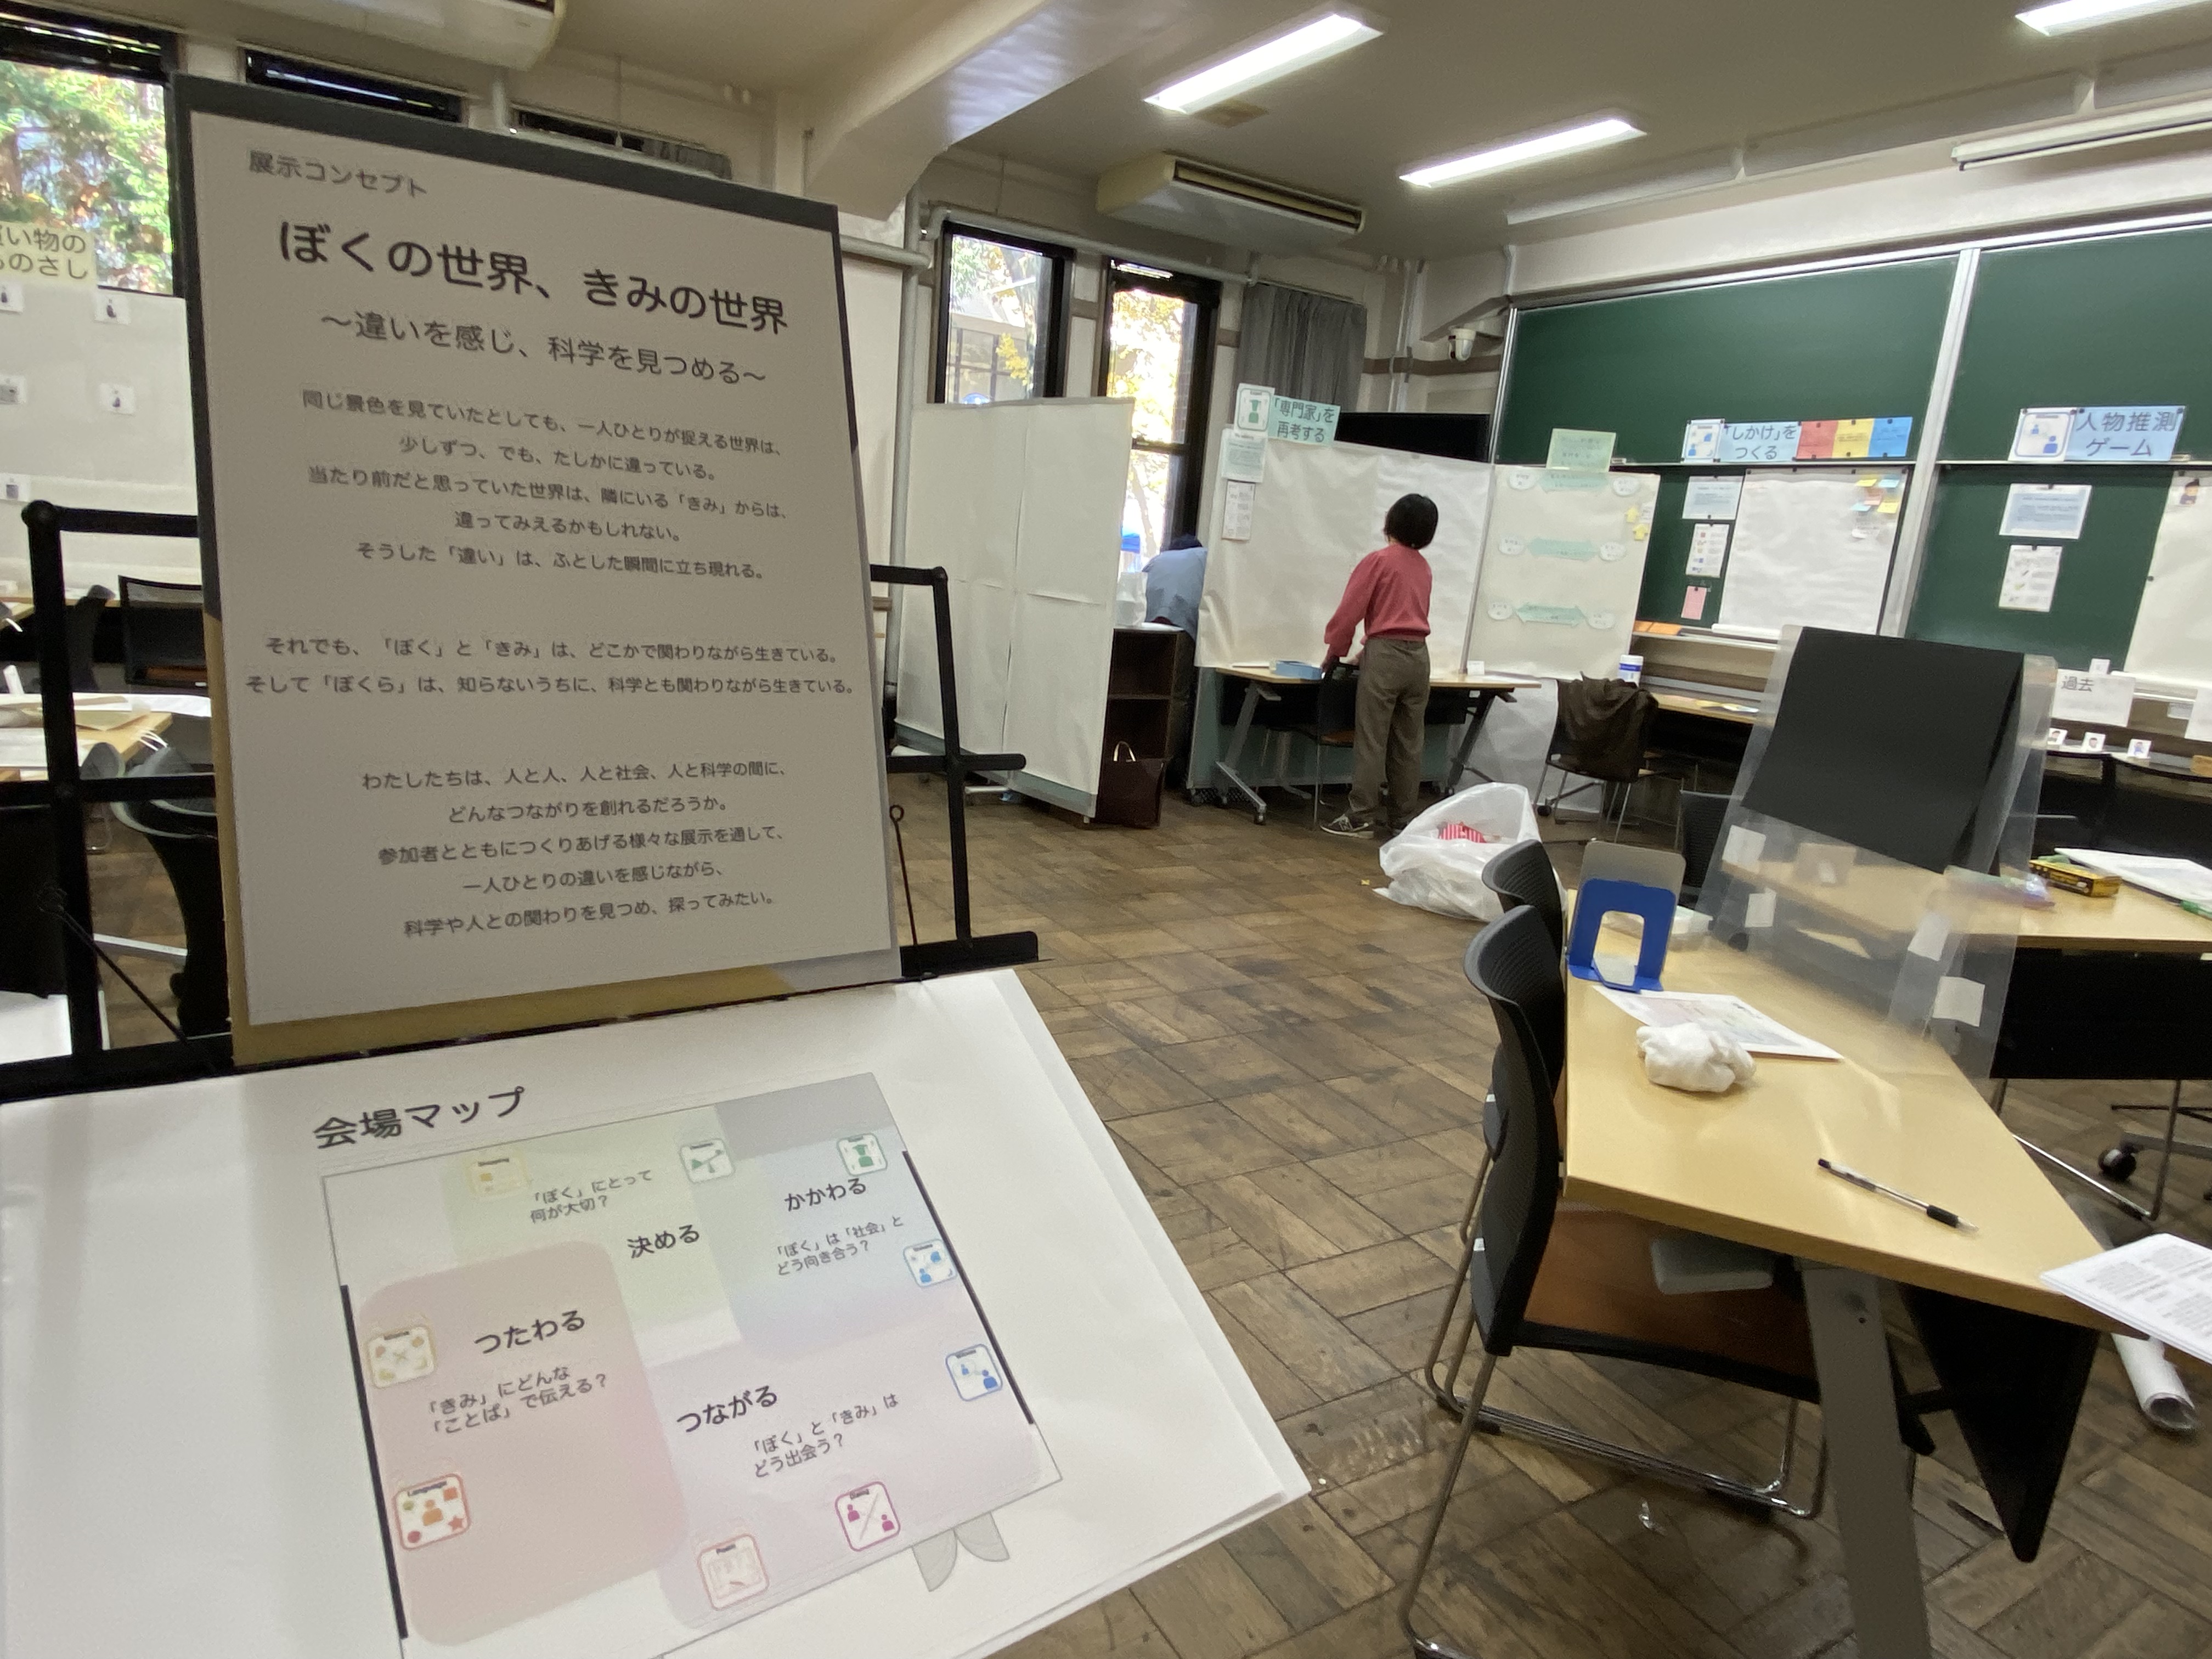 展示コンセプト
ぼくの世界、きみの世界
～違いを感じ、科学を見つめる～
同じ景色を見ていたとしても、一人ひとりが捉える世界は、
少しずつ、でも、たしかに違っている。
当たり前だと思っていた世界は、隣にいる「きみ」からは、
違ってみえるかもしれない。
そうした「違い」は、ふとした瞬間に立ち現れる。
それでも、「ぼく」と「きみ」は、どこかで関わりながら生きている。
そして「ぼくら」は、知らないうちに、科学とも関わりながら生きている。
わたしたちは、人と人、人と社会、人と科学の間に、
どんなつながりを創れるだろうか。
参加者とともにつくりあげる様々な展示を通して、
一人ひとりの違いを感じながら、
科学や人との関わりを見つめ、探ってみたい。
会場マップ
「ぼく」にとって
何が大切？
決める
かかわる
「ぼく」は「社会」と
どう向き合う？
つたわる
「きみ」にどんな
「ことば」で伝える？
つながる
「ぼく」と「きみ」は
どう出会う？
Language
い物の
のさし
「専門家」を
再考する
「しかけ」を
つくる
人物推測
ゲーム
過去